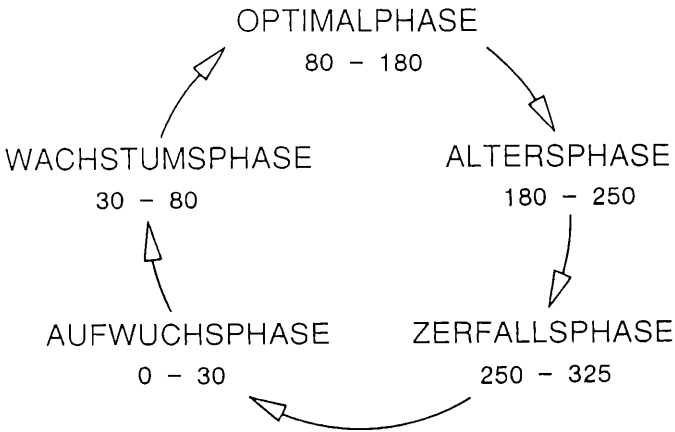 OPTIMALPHASE
80 – 180
WACHSTUMSPHASE
30 – 80
ALTERSPHASE
180 – 250
AUFWUCHSPHASE
0 – 30
ZERFALLSPHASE
250 – 325